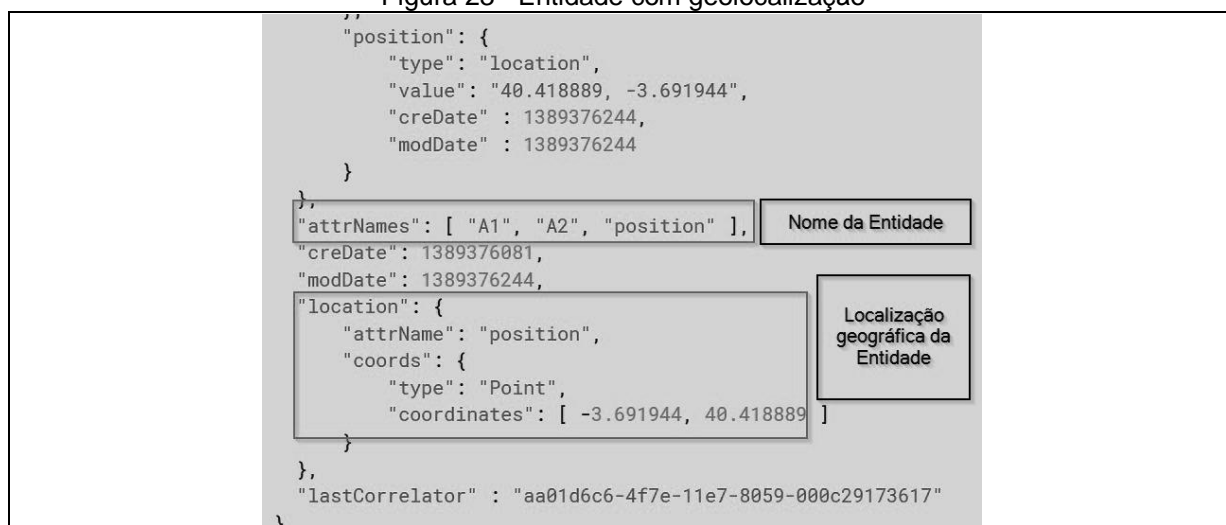 Figura 28 - Entidade com geolocalização
},
"position": {
"type": "location",
"value": "40.418889, -3.691944",
"creDate" : 1389376244,
"modDate" : 1389376244
}
},
"attrNames": [ "A1", "A2", "position" ],
Nome da Entidade
"creDate": 1389376081,
"modDate": 1389376244,
"location": {
"attrName": "position",
"coords": {
"type": "Point",
"coordinates": [ -3.691944, 40.418889 ]
}
},
Localização
geográfica da
Entidade
"lastCorrelator" : "aa01d6c6-4f7e-11e7-8059-000c29173617"
}